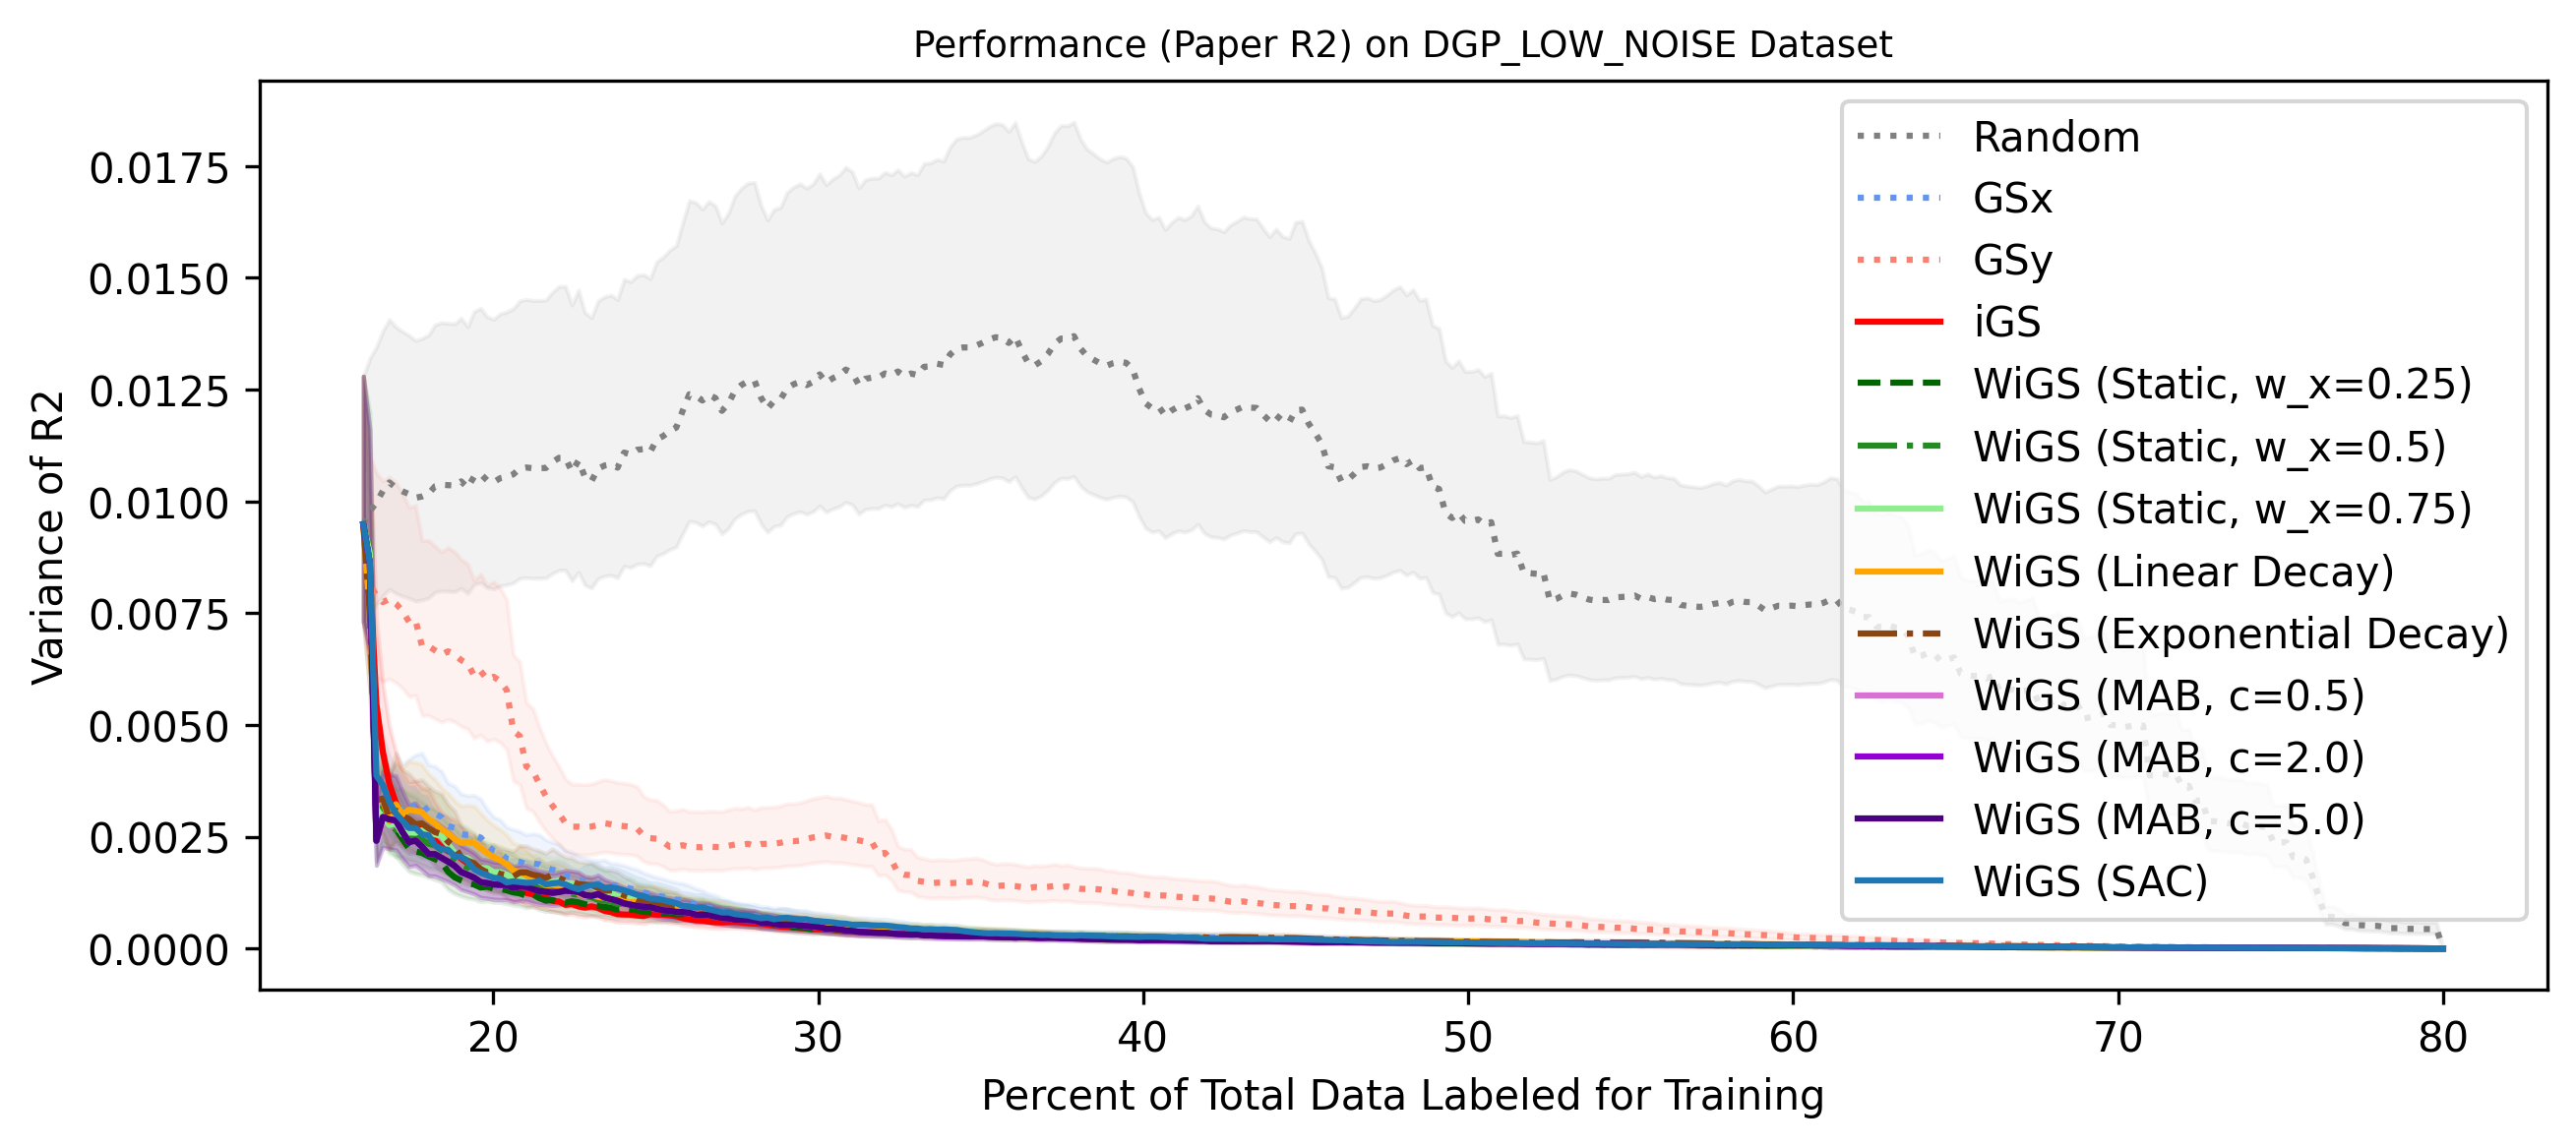 Performance (Paper R2) on DGP_LOW_NOISE Dataset
Variance of R2
0.0175
0.0150
0.0125
0.0100
0.0075
0.0050
0.0025
0.0000
Random
GSx
GSy
iGS
WiGS (Static, w_x=0.25)
WiGS (Static, w_x=0.5)
WiGS (Static, w_x=0.75)
WiGS (Linear Decay)
WiGS (Exponential Decay)
WiGS (MAB, c=0.5)
WiGS (MAB, c=2.0)
WiGS (MAB, c=5.0)
WiGS (SAC)
20 30 40 50 60 70 80
Percent of Total Data Labeled for Training